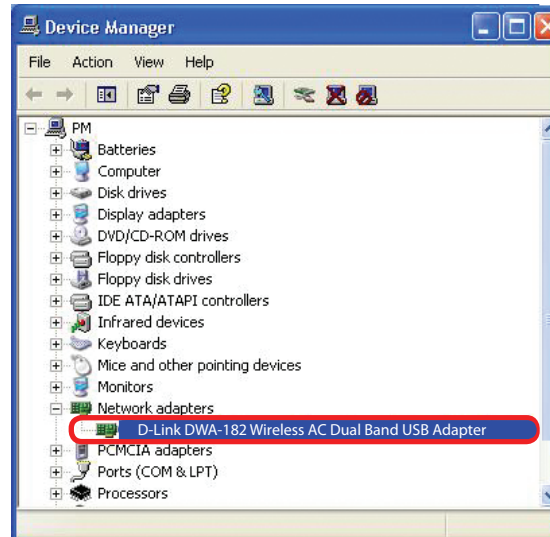 Device Manager
File Action View Help
PM
Batteries
Computer
Disk drives
Display adapters
DVD/CD-ROM drives
Floppy disk controllers
Floppy disk drives
IDE ATA/ATAPI controllers
Infrared devices
Keyboards
Mice and other pointing devices
Monitors
Network adapters
D-Link DWA-182 Wireless AC Dual Band USB Adapter
PCMCIA adapters
Ports (COM & LPT)
Processors